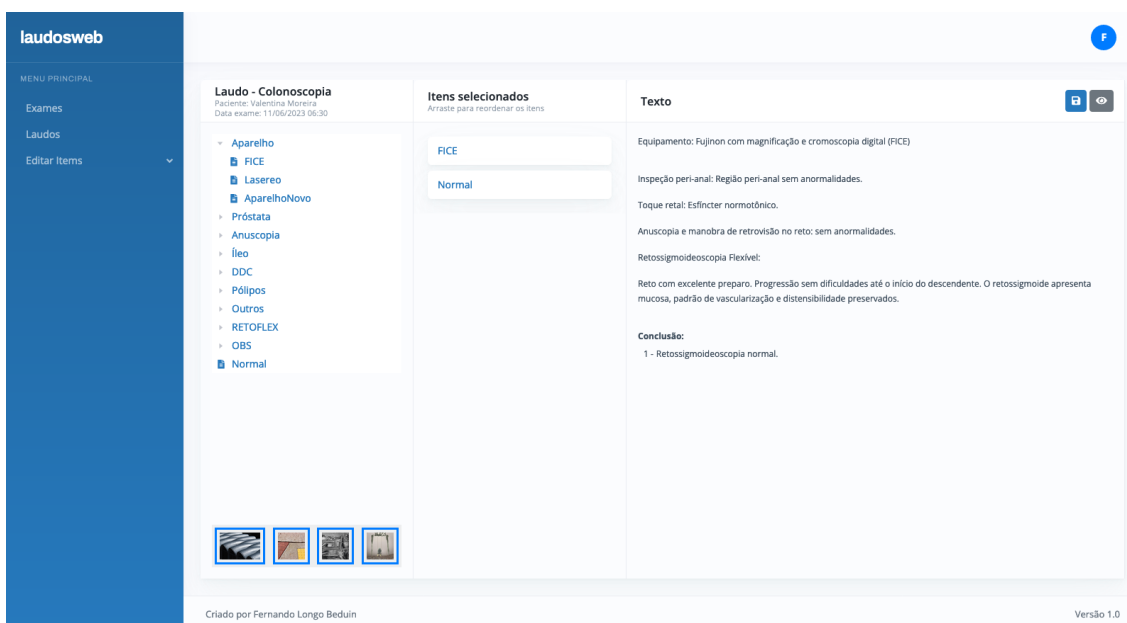 laudosweb
F
MENU PRINCIPAL
Exames
Laudos
Editar Items
Laudo - Colonoscopia
Paciente: Valentina Moreira
Data exame: 11/06/2023 06:30
Aparelho
FICE
Lasereo
AparelhoNovo
Próstata
Anuscopia
Íleo
DDC
Pólipos
Outros
RETOFLEX
OBS
Normal
Itens selecionados
Arraste para reordenar os itens
FICE
Normal
Texto
Equipamento: Fujinon com magnificação e cromoscopia digital (FICE)
Inspeção peri-anal: Região peri-anal sem anormalidades.
Toque retal: Esfíncter normotônico.
Anuscopia e manobra de retrovisão no reto: sem anormalidades.
Retossigmoideoscopia Flexível:
Reto com excelente preparo. Progressão sem dificuldades até o início do descendente. O retossigmoide apresenta
mucosa, padrão de vascularização e distensibilidade preservados.
Conclusão:
1 - Retossigmoideoscopia normal.
Criado por Fernando Longo Beduin
Versão 1.0